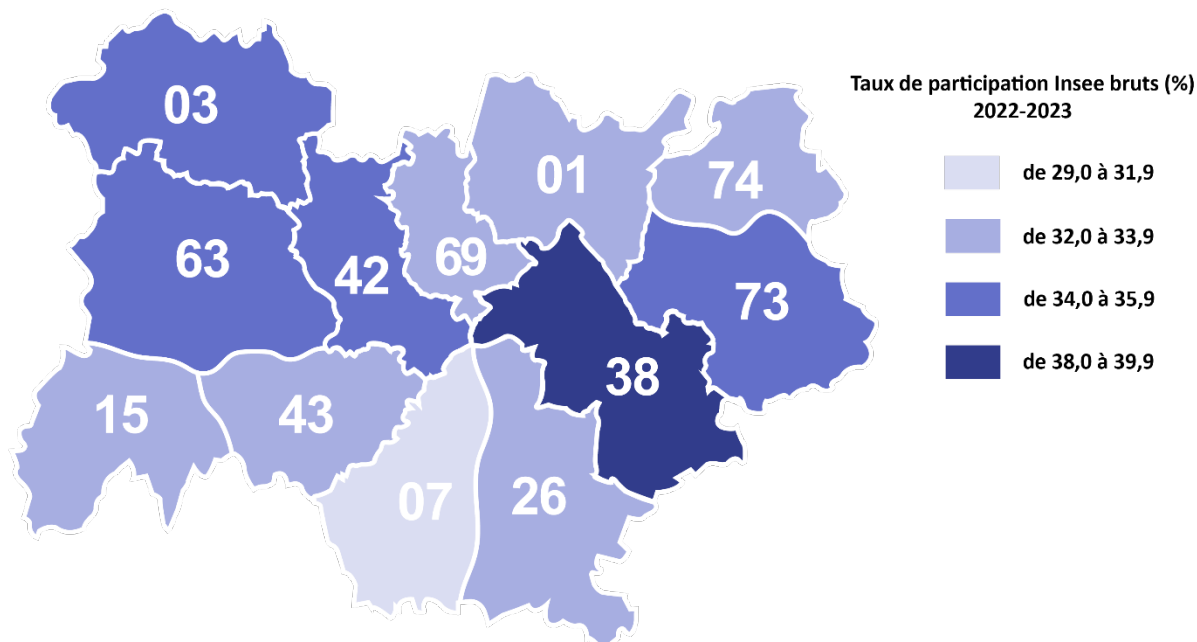 03
01
74
63
42
69
73
38
15
43
07
26
Taux de participation Insee bruts (%)
2022-2023
de 29,0 à 31,9
de 32,0 à 33,9
de 34,0 à 35,9
de 38,0 à 39,9